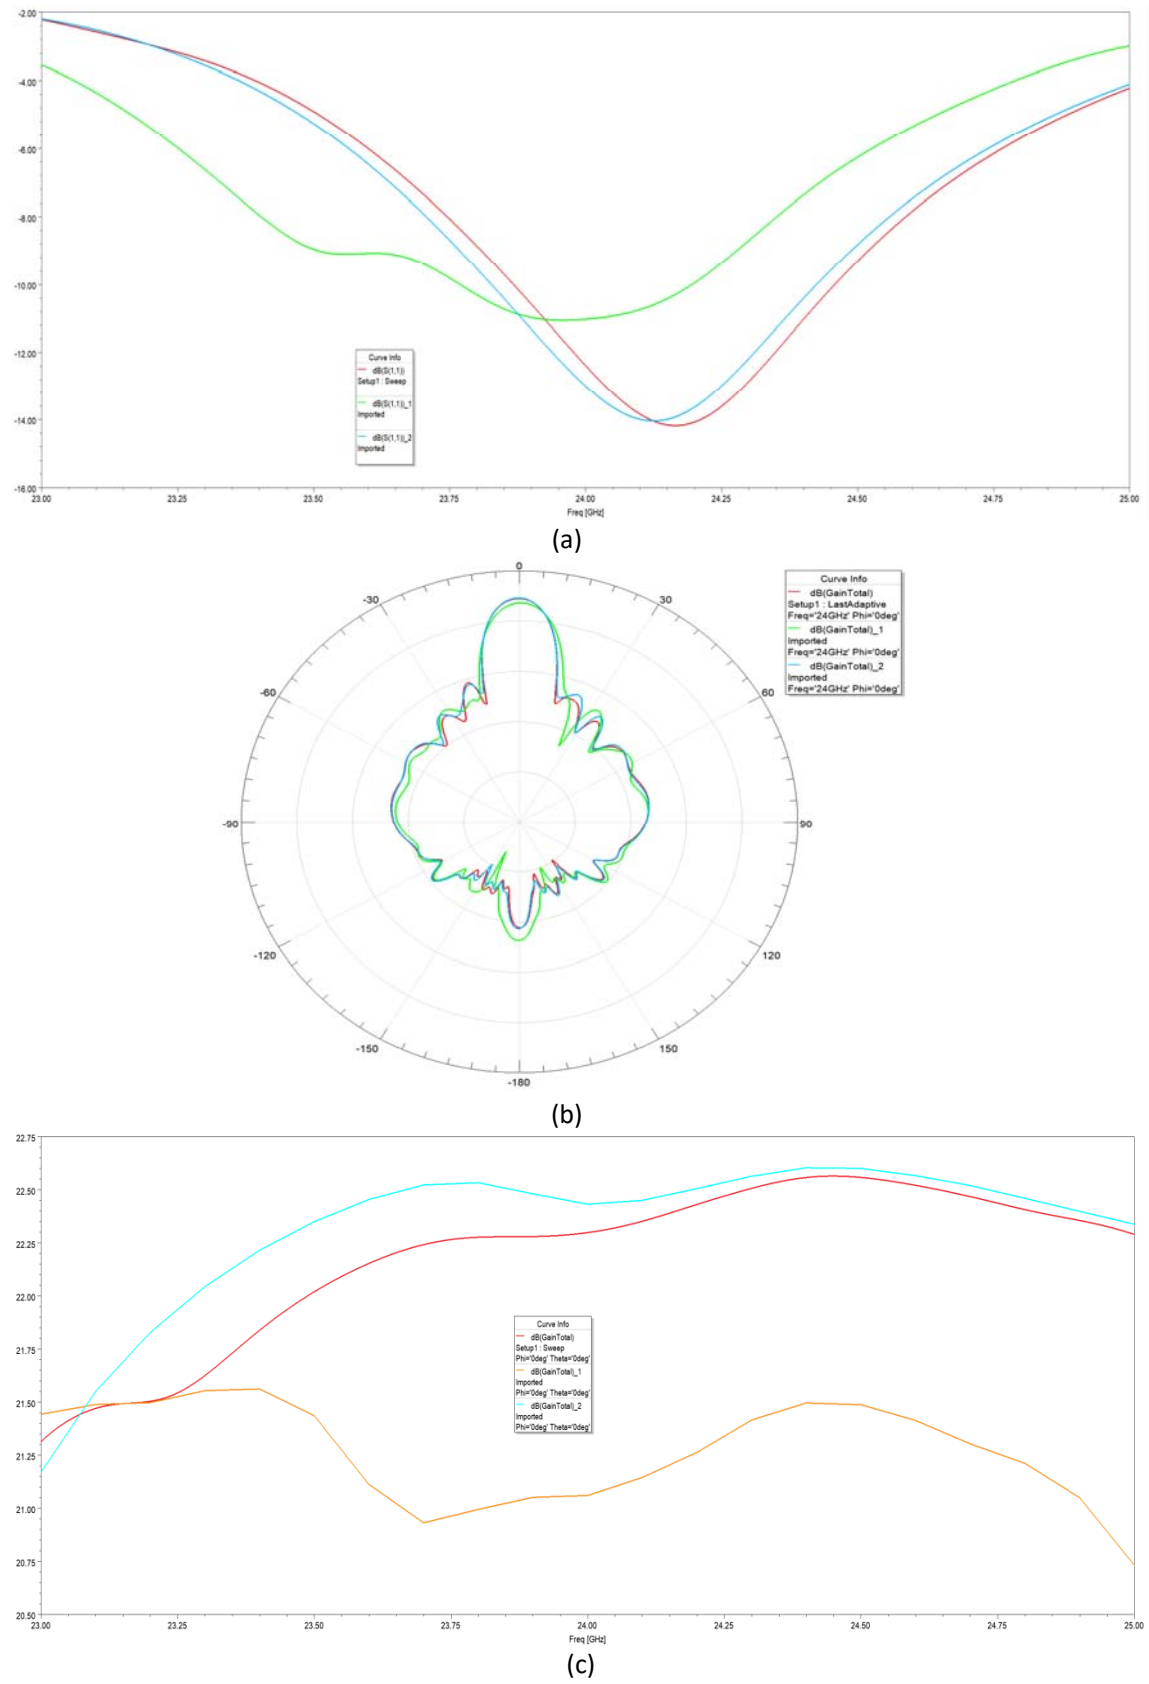 -2.00
-4.00
-6.00
-8.00
-10.00
-12.00
-14.00
-16.00
Curve Info
dB(S(1,1))
Setup1 : Sweep
dB(S(1,1))_1
Imported
dB(S(1,1))_2
Imported
23.00 23.25 23.50 23.75 24.00 24.25 24.50 24.75 25.00
Freq [GHz]
(a)
0
-30 30
-60 60
-90 90
-120 120
-150 150
-180
Curve Info
dB(GainTotal)
Setup1 : LastAdaptive
Freq='24GHz' Phi='0deg'
dB(GainTotal)_1
Imported
Freq='24GHz' Phi='0deg'
dB(GainTotal)_2
Imported
Freq='24GHz' Phi='0deg'
(b)
22.75
22.50
22.25
22.00
21.75
21.50
21.25
21.00
20.75
20.50
Curve Info
dB(GainTotal)
Setup1 : Sweep
Phi='0deg' Theta='0deg'
dB(GainTotal)_1
Imported
Phi='0deg' Theta='0deg'
dB(GainTotal)_2
Imported
Phi='0deg' Theta='0deg'
23.00 23.25 23.50 23.75 24.00 24.25 24.50 24.75 25.00
Freq [GHz]
(c)